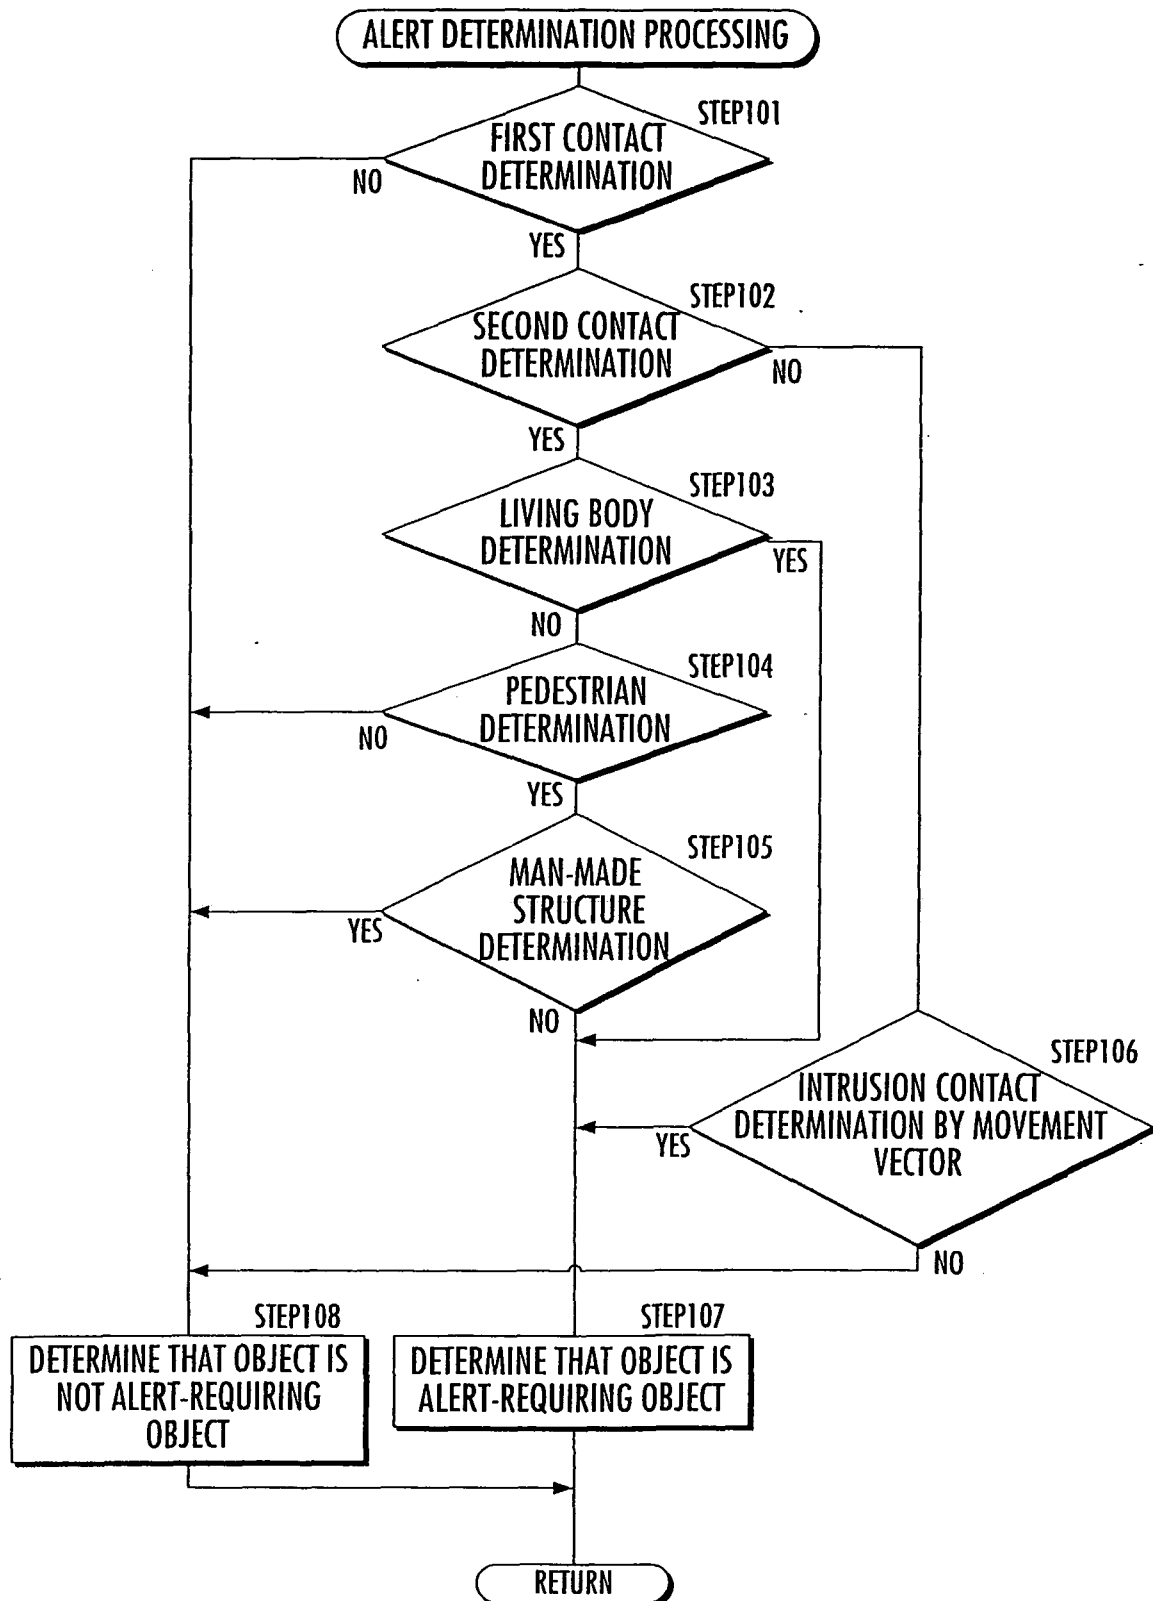 ALERT DETERMINATION PROCESSING
STEP101
FIRST CONTACT
DETERMINATION
NO
YES
STEP102
SECOND CONTACT
DETERMINATION
NO
YES
STEP103
LIVING BODY
DETERMINATION
YES
NO
STEP104
PEDESTRIAN
DETERMINATION
NO
YES
STEP105
MAN-MADE
STRUCTURE
DETERMINATION
YES
NO
STEP106
INTRUSION CONTACT
DETERMINATION BY MOVEMENT
VECTOR
YES
NO
STEP108
DETERMINE THAT OBJECT IS
NOT ALERT-REQUIRING
OBJECT
STEP107
DETERMINE THAT OBJECT IS
ALERT-REQUIRING OBJECT
RETURN